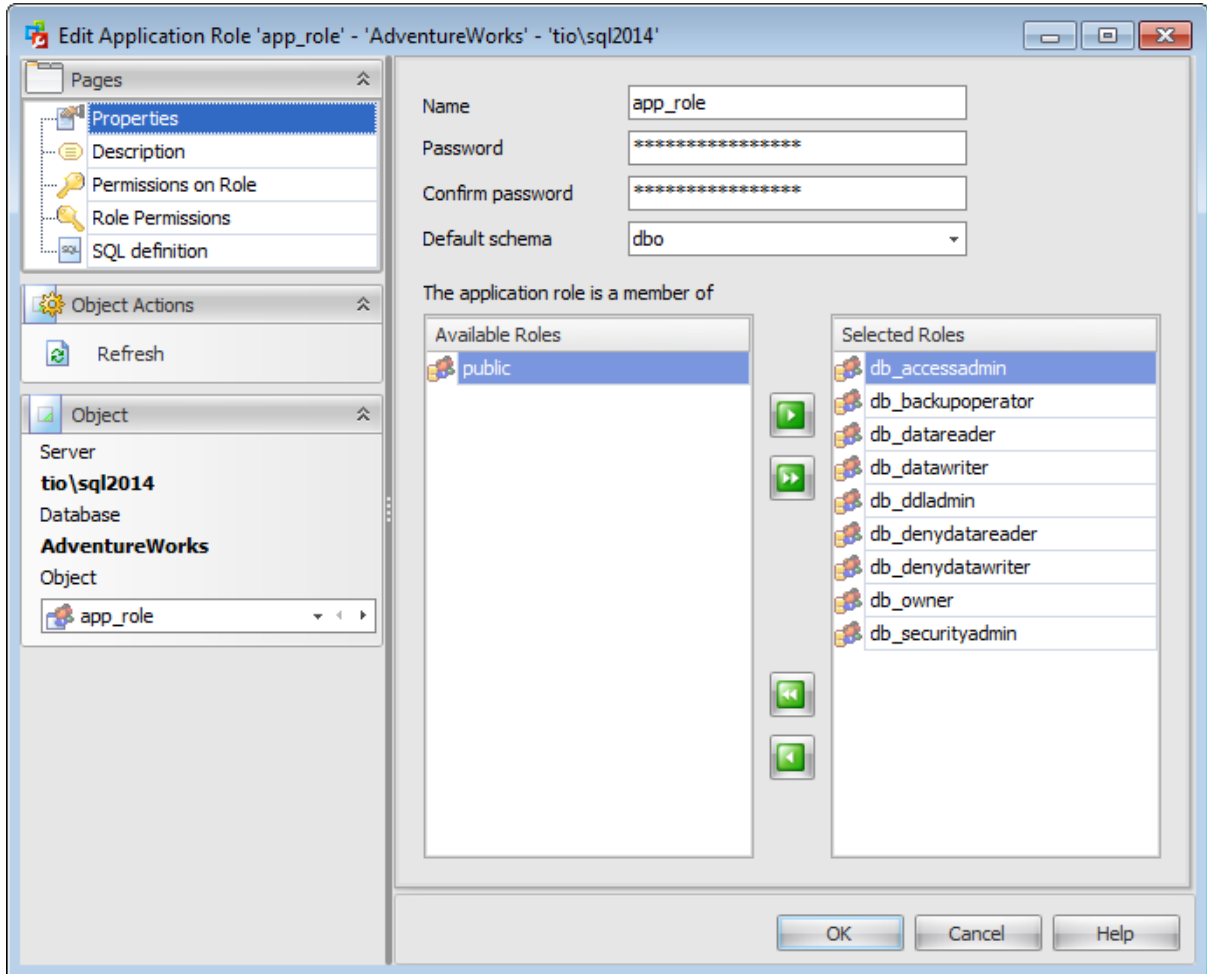 Edit Application Role 'app_role' - 'AdventureWorks' - 'tio\sql2014'
Pages
Properties
Description
Permissions on Role
Role Permissions
SQL
SQL definition
Object Actions
Refresh
Object
Server
tio\sql2014
Database
AdventureWorks
Object
app_role
Name
app_role
Password
****************
Confirm password
****************
Default schema
dbo
The application role is a member of
Available Roles
public
Selected Roles
db_accessadmin
db_backupoperator
db_datareader
db_datawriter
db_ddladmin
db_denydatareader
db_denydatawriter
db_owner
db_securityadmin
OK
Cancel
Help